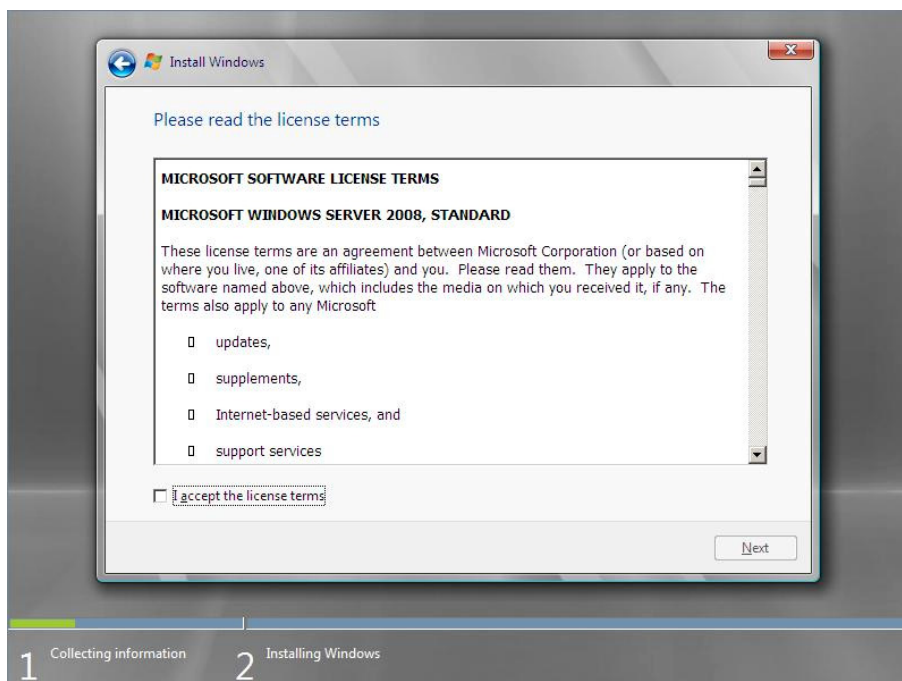 Install Windows
Please read the license terms
MICROSOFT SOFTWARE LICENSE TERMS
MICROSOFT WINDOWS SERVER 2008, STANDARD
These license terms are an agreement between Microsoft Corporation (or based on
where you live, one of its affiliates) and you.  Please read them.  They apply to the
software named above, which includes the media on which you received it, if any.  The
terms also apply to any Microsoft
▯ updates,
▯ supplements,
▯ Internet-based services, and
▯ support services
I accept the license terms
Next
1 Collecting information 2 Installing Windows